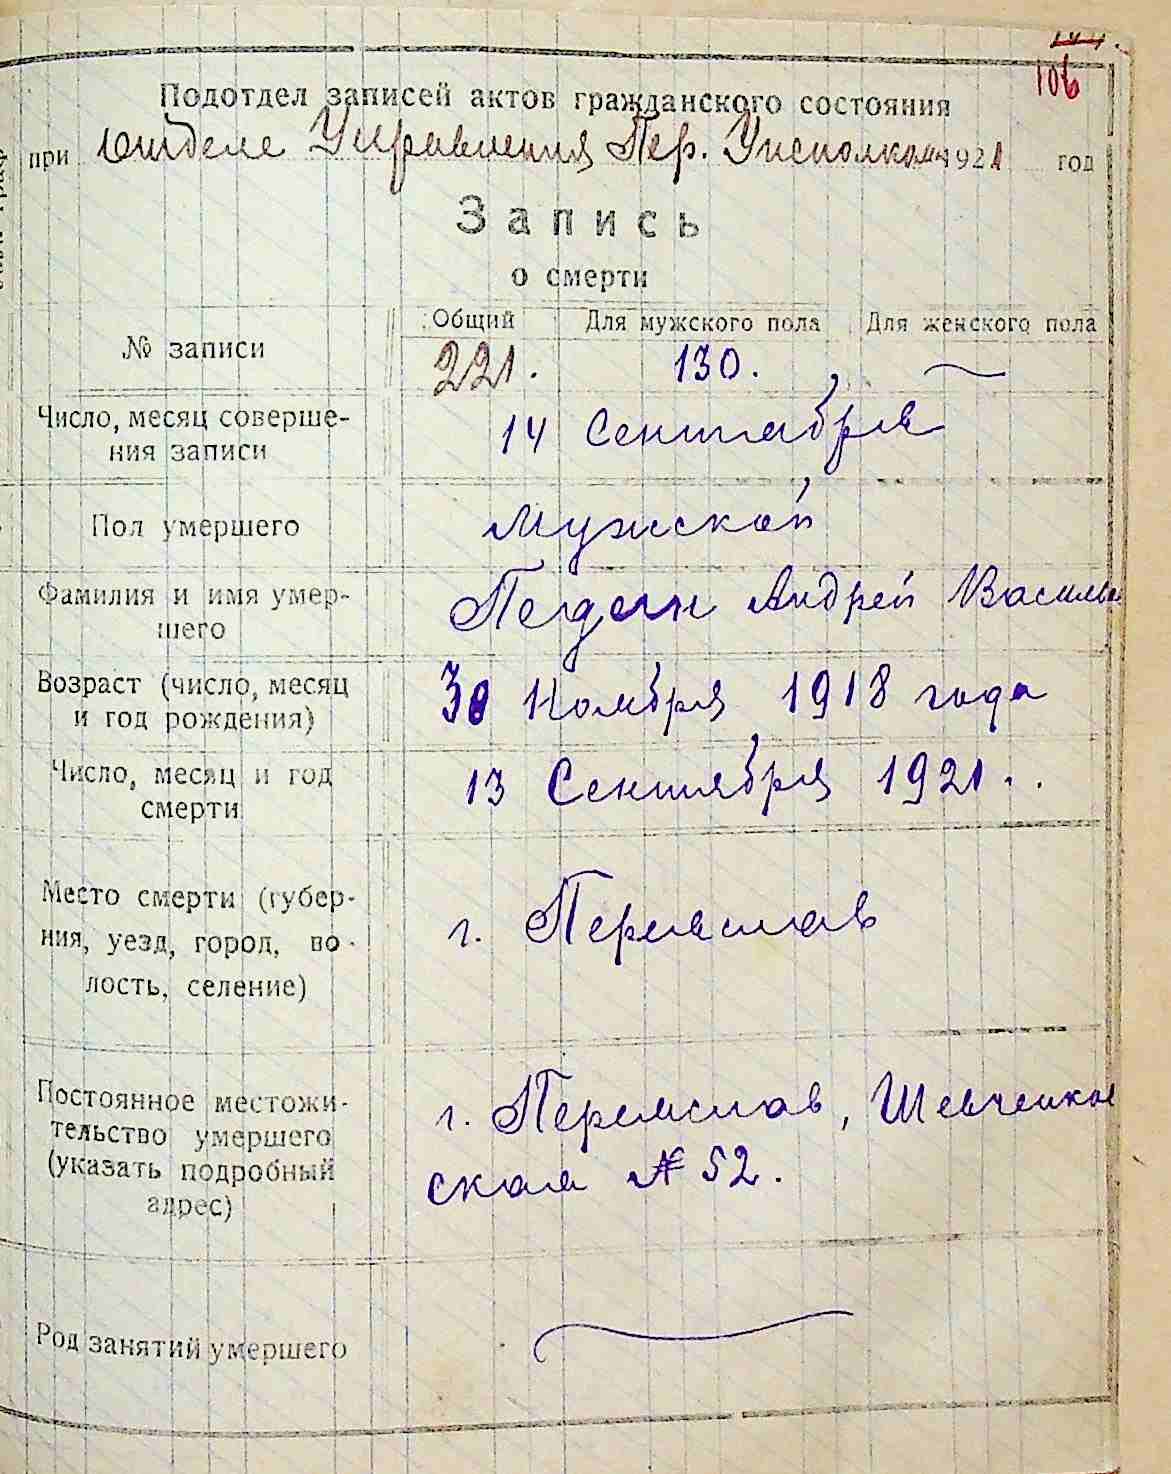 106
Подотдел записей актов гражданского состояния
при Отделе Управления Пер. Уисполкома 1921 год
Запись
о смерти
№ записи
Общий Для мужского пола Для женского пола
221. 130. —
Число, месяц соверше-
ния записи
14 Сентября
Пол умершего
Мужской
Фамилия и имя умер-
шего
Андрей Василь
Возраст (число, месяц
и год рождения)
30 Ноября 1918 года
Число, месяц и год
смерти
13 Сентября 1921..
Место смерти (губер-
ния, уезд, город, во-
лость, селение)
г. Переяслав
Постоянное местожи-
тельство умершего
(указать подробный
адрес)
г. Переяслав, Шевченков
ская № 52.
Род занятий умершего